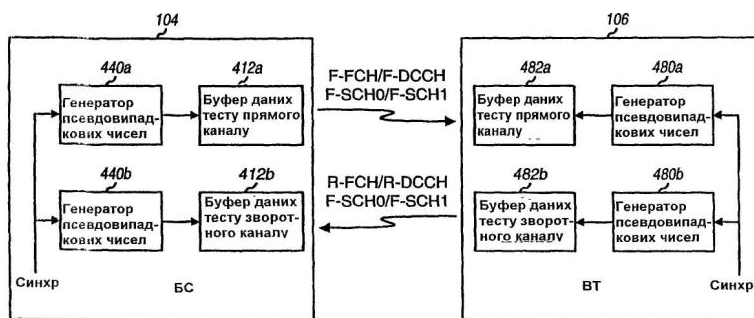 104
106
440a
412a
482a
480a
Генератор
псевдовипад-
кових чисел
Буфер даних
тесту прямого
каналу
F-FCH/F-DCCH
F-SCH0/F-SCH1
Буфер даних
тесту прямого
каналу
Генератор
псевдовипад-
кових чисел
440b
412b
482b
480b
Генератор
псевдовипад-
кових чисел
Буфер даних
тесту зворот-
ного каналу
R-FCH/R-DCCH
F-SCH0/F-SCH1
Буфер даних
тесту зворот-
ного каналу
Генератор
псевдовипад-
кових чисел
Синхр
БС
ВТ
Синхр